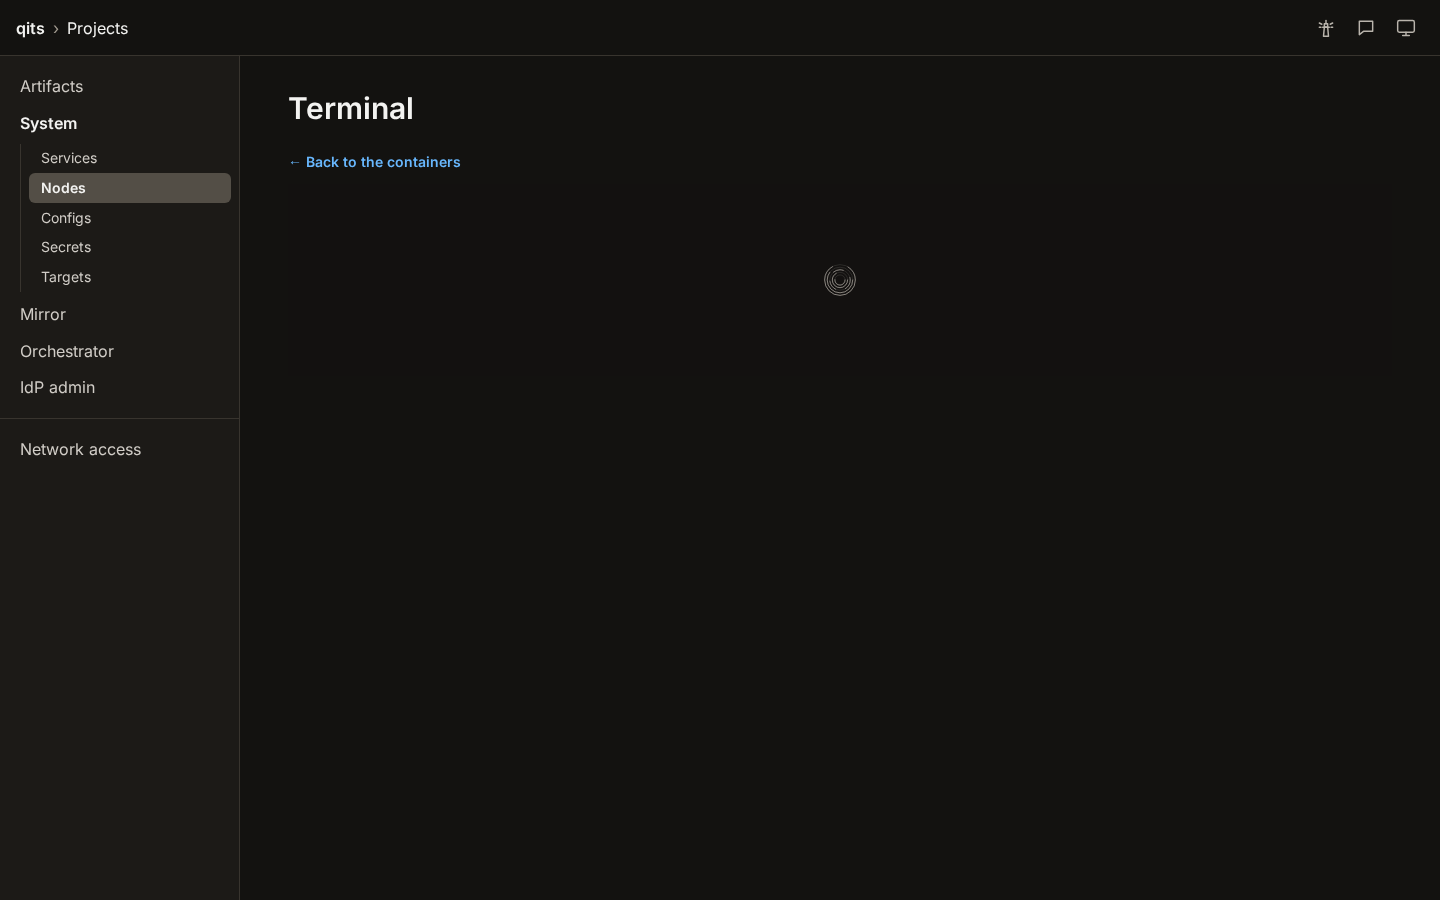 qits › Projects
Artifacts
System
Services
Nodes
Configs
Secrets
Targets
Mirror
Orchestrator
IdP admin
Network access
Terminal
← Back to the containers